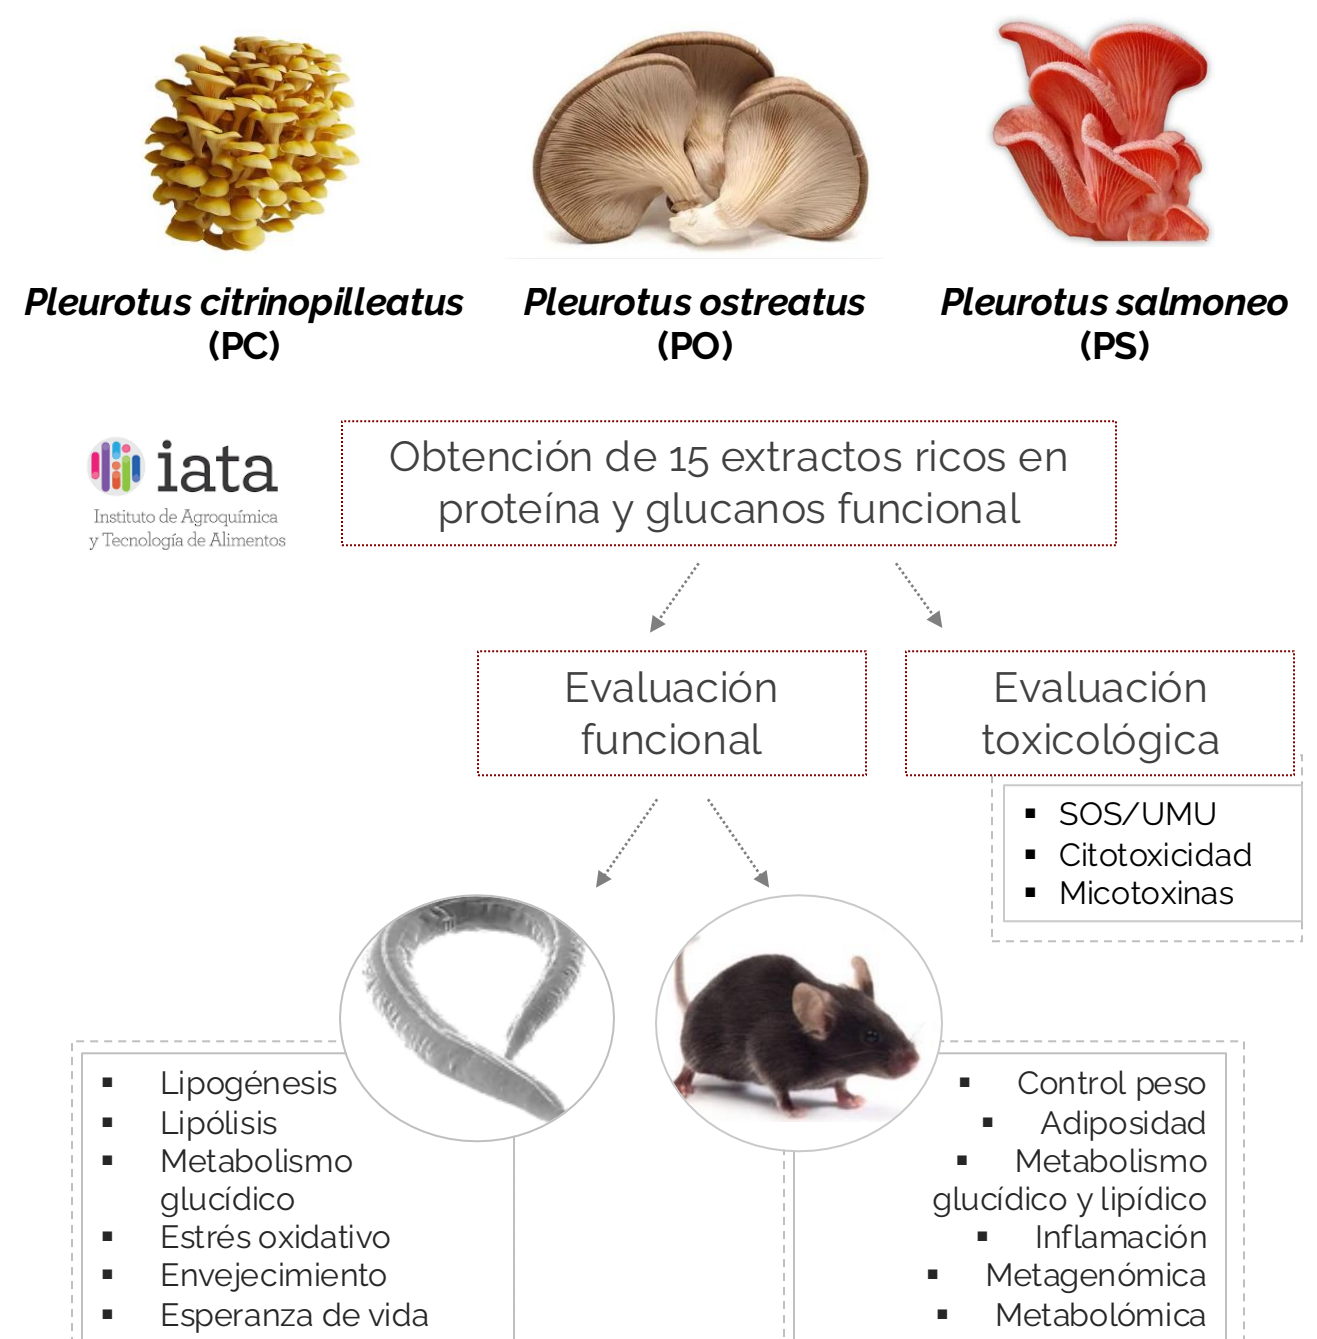 Pleurotus citrinopilleatus
(PC)
Pleurotus ostreatus
(PO)
Pleurotus salmoneo
(PS)
iata
Instituto de Agroquímica
y Tecnología de Alimentos
Obtención de 15 extractos ricos en
proteína y glucanos funcional
Evaluación
funcional
Evaluación
toxicológica
▪ SOS/UMU
▪ Citotoxicidad
▪ Micotoxinas
▪ Lipogénesis
▪ Lipólisis
▪ Metabolismo
glucídico
▪ Estrés oxidativo
▪ Envejecimiento
▪ Esperanza de vida
▪ Control peso
▪ Adiposidad
▪ Metabolismo
glucídico y lipídico
▪ Inflamación
▪ Metagenómica
▪ Metabolómica